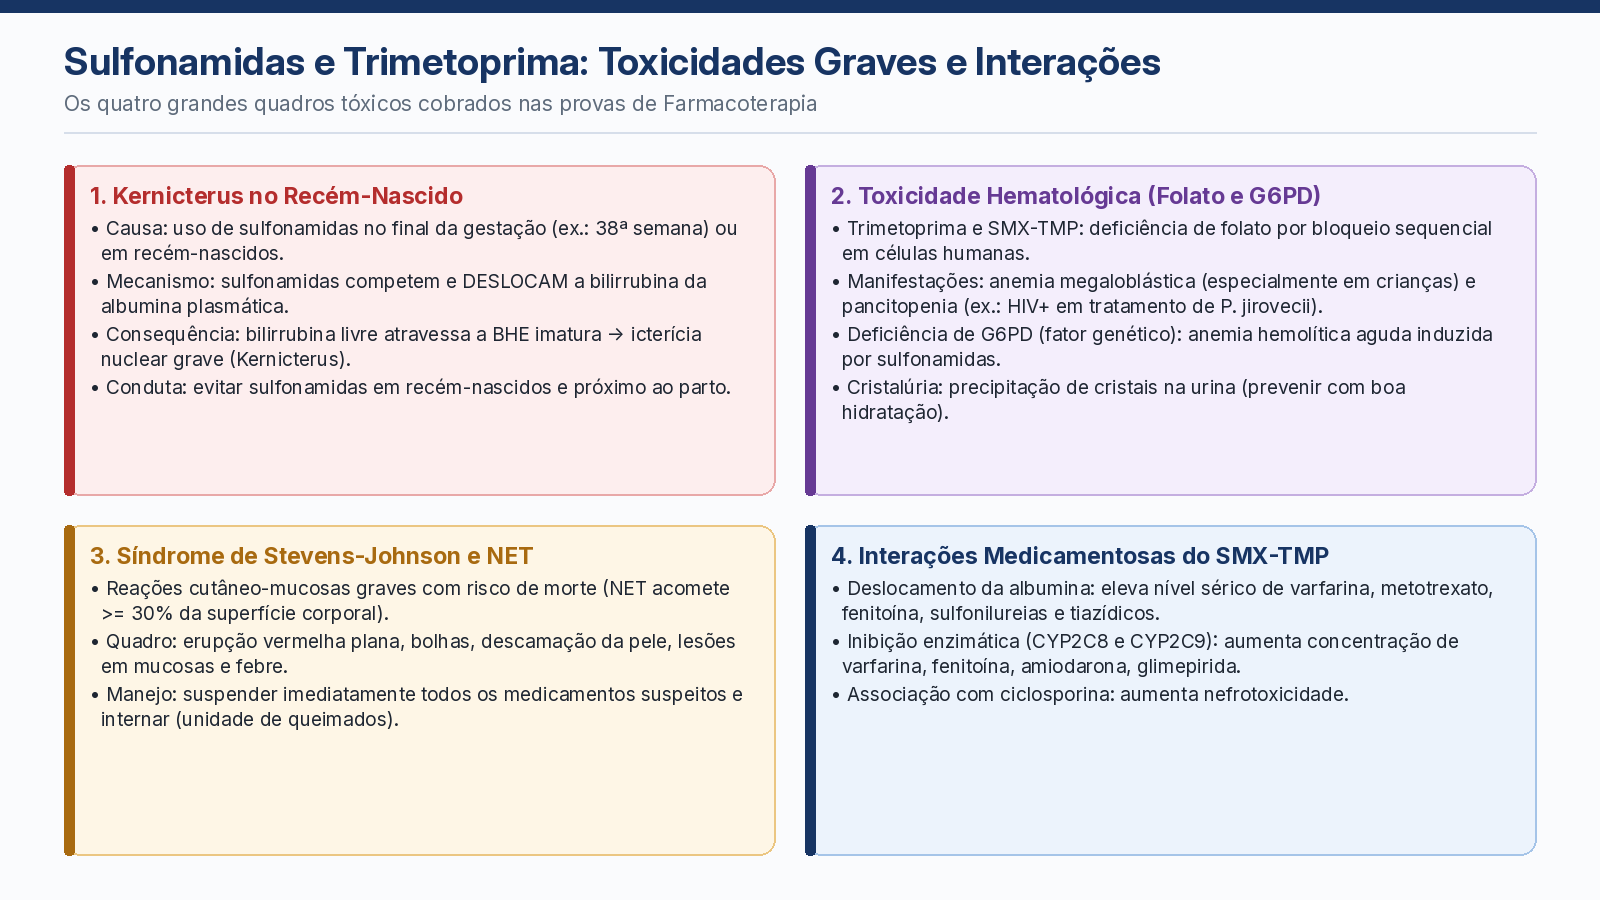 Sulfonamidas e Trimetoprima: Toxicidades Graves e Interações
Os quatro grandes quadros tóxicos cobrados nas provas de Farmacoterapia
1. Kernicterus no Recém-Nascido
• Causa: uso de sulfonamidas no final da gestação (ex.: 38ª semana) ou
em recém-nascidos.
• Mecanismo: sulfonamidas competem e DESLOCAM a bilirrubina da
albumina plasmática.
• Consequência: bilirrubina livre atravessa a BHE imatura → icterícia
nuclear grave (Kernicterus).
• Conduta: evitar sulfonamidas em recém-nascidos e próximo ao parto.
2. Toxicidade Hematológica (Folato e G6PD)
• Trimetoprima e SMX-TMP: deficiência de folato por bloqueio sequencial
em células humanas.
• Manifestações: anemia megaloblástica (especialmente em crianças) e
pancitopenia (ex.: HIV+ em tratamento de P. jirovecii).
• Deficiência de G6PD (fator genético): anemia hemolítica aguda induzida
por sulfonamidas.
• Cristalúria: precipitação de cristais na urina (prevenir com boa
hidratação).
3. Síndrome de Stevens-Johnson e NET
• Reações cutâneo-mucosas graves com risco de morte (NET acomete
>= 30% da superfície corporal).
• Quadro: erupção vermelha plana, bolhas, descamação da pele, lesões
em mucosas e febre.
• Manejo: suspender imediatamente todos os medicamentos suspeitos e
internar (unidade de queimados).
4. Interações Medicamentosas do SMX-TMP
• Deslocamento da albumina: eleva nível sérico de varfarina, metotrexato,
fenitoína, sulfonilureias e tiazídicos.
• Inibição enzimática (CYP2C8 e CYP2C9): aumenta concentração de
varfarina, fenitoína, amiodarona, glimepirida.
• Associação com ciclosporina: aumenta nefrotoxicidade.